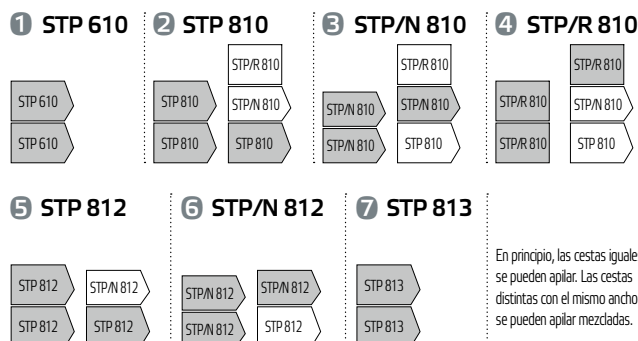 1 STP 610
2 STP 810
3 STP/N 810
4 STP/R 810
STP/R 810
STP/R 810
STP/R 810
STP 610
STP 810
STP/N 810
STP/N 810
STP/N 810
STP/R 810
STP/N 810
STP 610
STP 810
STP 810
STP/N 810
STP 810
STP/R 810
STP 810
5 STP 812
6 STP/N 812
7 STP 813
STP 812
STP/N 812
STP/N 812
STP/N 812
STP 813
STP 812
STP 812
STP/N 812
STP 812
STP 813
En principio, las cestas iguale
se pueden apilar. Las cestas
distintas con el mismo ancho
se pueden apilar mezcladas.